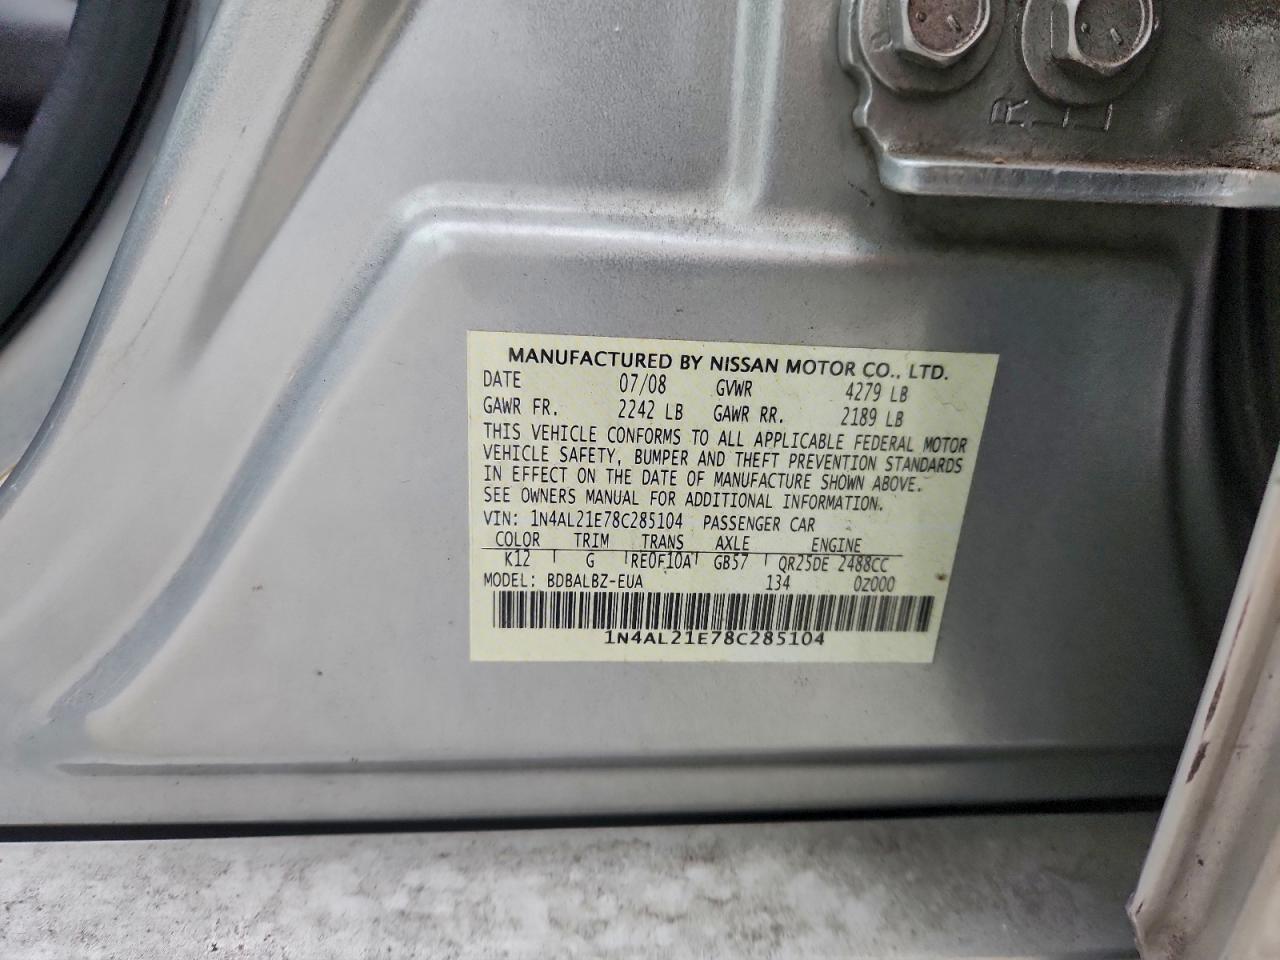 R
L L
MANUFACTURED BY NISSAN MOTOR CO., LTD.
DATE 07/08 GVWR 4279 LB
GAWR FR. 2242 LB GAWR RR. 2189 LB
THIS VEHICLE CONFORMS TO ALL APPLICABLE FEDERAL MOTOR
VEHICLE SAFETY, BUMPER AND THEFT PREVENTION STANDARDS
IN EFFECT ON THE DATE OF MANUFACTURE SHOWN ABOVE.
SEE OWNERS MANUAL FOR ADDITIONAL INFORMATION.
VIN: 1N4AL21E78C285104 PASSENGER CAR
COLOR TRIM TRANS AXLE ENGINE
K12 G RE0F10A GB57 QR25DE 2488CC
MODEL: BDBALBZ-EUA 134 0Z000
1N4AL21E78C285104